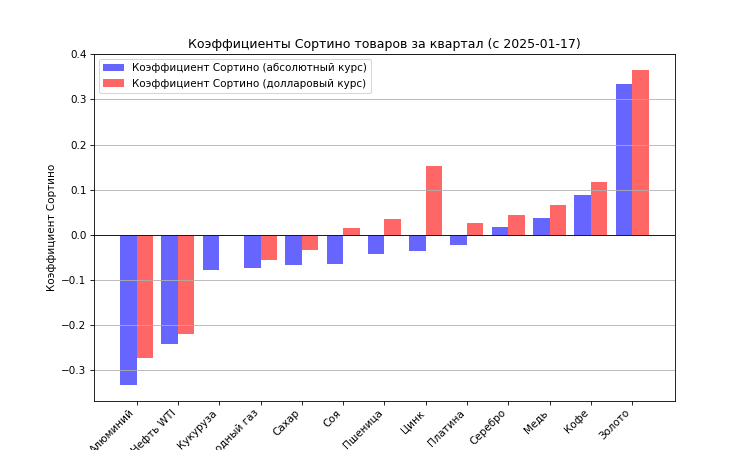 Коэффициенты Сортино товаров за квартал (с 2025-01-17)
Коэффициент Сортино (абсолютный курс)
Коэффициент Сортино (долларовый курс)
Коэффициент Сортино
0.4
0.3
0.2
0.1
0.0
−0.1
−0.2
−0.3
Алюминий
Нефть WTI
Кукуруза
газ
Сахар
Соя
Пшеница
Цинк
Платина
Серебро
Медь
Кофе
Золото